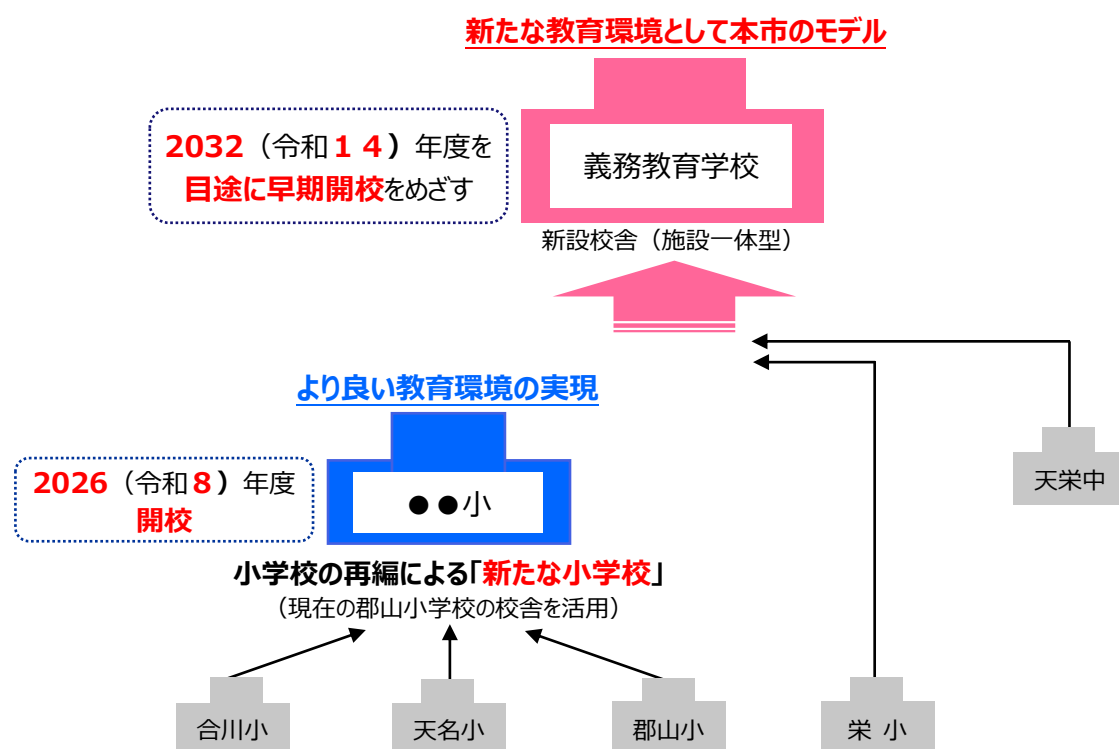 新たな教育環境として本市のモデル
2032（令和１４）年度を
目途に早期開校をめざす
義務教育学校
新設校舎（施設一体型）
より良い教育環境の実現
2026（令和８）年度
開校
●●小
天栄中
小学校の再編による「新たな小学校」
（現在の郡山小学校の校舎を活用）
合川小
天名小
郡山小
栄 小